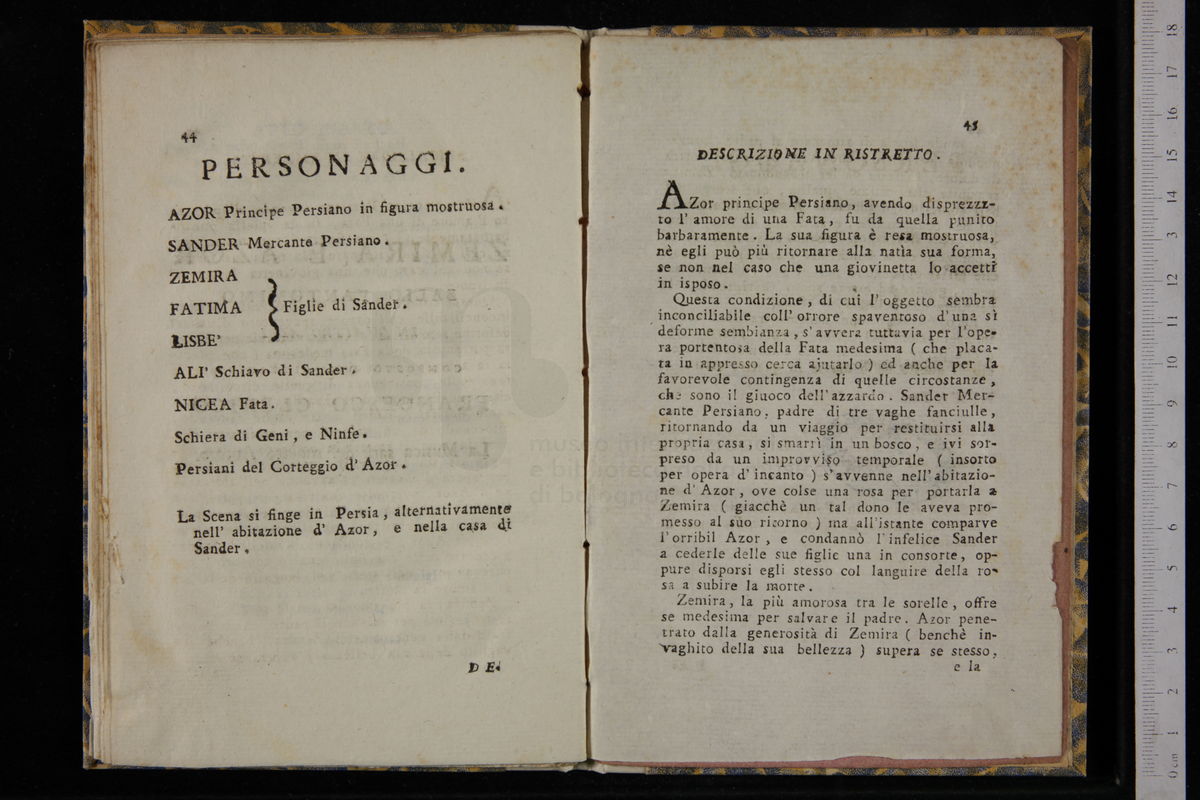 44
PERSONAGGI.
AZOR Principe Persiano in figura mostruosa.
SANDER Mercante Persiano.
ZEMIRA
FATIMA } Figlie di Sander.
LISBE'
ALI' Schiavo di Sander.
NICEA Fata.
Schiera di Genj, e Ninfe.
Persiani del Corteggio d'Azor.
La Scena si finge in Persia, alternativamente
nell' abitazione d' Azor, e nella casa di
Sander.
DE-
45
DESCRIZIONE IN RISTRETTO.
AZor principe Persiano, avendo disprezza-
to l' amore di una Fata, fu da quella punito
barbaramente. La sua figura è resa mostruosa,
nè egli può più ritornare alla natia sua forma,
se non nel caso che una giovinetta lo accetti
in isposo.
Questa condizione, di cui l' oggetto sembra
inconciliabile coll' orrore spaventoso d'una sì
deforme sembianza, s' avvera tuttavia per l'ope-
ra portentosa della Fata medesima ( che placa-
ta in appresso cerca ajutarlo ) ed anche per la
favorevole contingenza di quelle circostanze,
che sono il giuoco dell' azzardo. Sander Mer-
cante Persiano, padre di tre vaghe fanciulle,
ritornando da un viaggio per restituirsi alla
propria casa, si smarrì in un bosco, e ivi sor-
preso da un improvviso temporale ( insorto
per opera d' incanto ) s'avvenne nell' abitazio-
ne d' Azor, ove colse una rosa per portarla a
Zemira ( giacchè un tal dono le aveva pro-
messo al suo ritorno ) ma all'istante comparve
l'orribil Azor, e condannò l'infelice Sander
a cederle delle sue figlie una in consorte, op-
pure disporsi egli stesso col languire della ro-
sa a subire la morte.
Zemira, la più amorosa tra le sorelle, offre
se medesima per salvare il padre. Azor pene-
trato dalla generosità di Zemira ( benchè in-
vaghito della sua bellezza ) supera se stesso,
e la